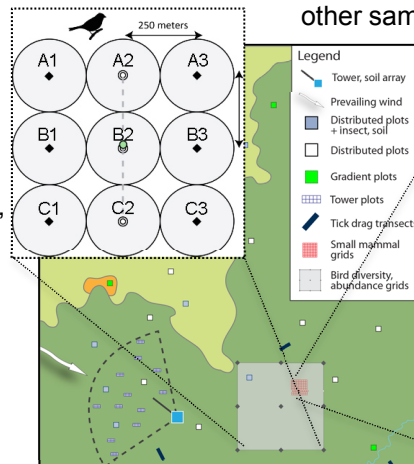 other sam
250 meters
A1 A2 A3
B1 B2 B3
C1 C2 C3
,
Legend
Tower, soil array
Prevailing wind
Distributed plots
+ insect, soil
Distributed plots
Gradient plots
Tower plots
Tick drag transect
Small mammal
grids
Bird diversity,
abundance grids